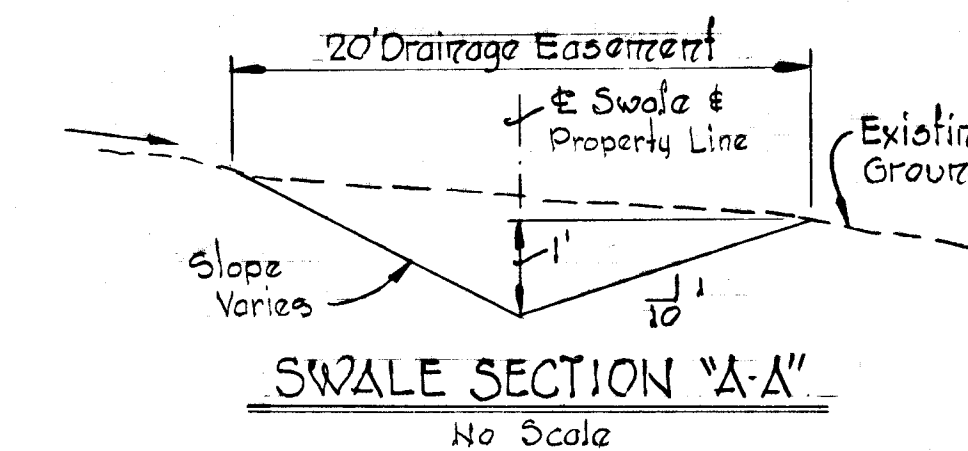 20' Drainage Easement
℄ Swale &
Property Line
Slope
Varies
1'
1
10
SWALE SECTION "A-A"
No Scale